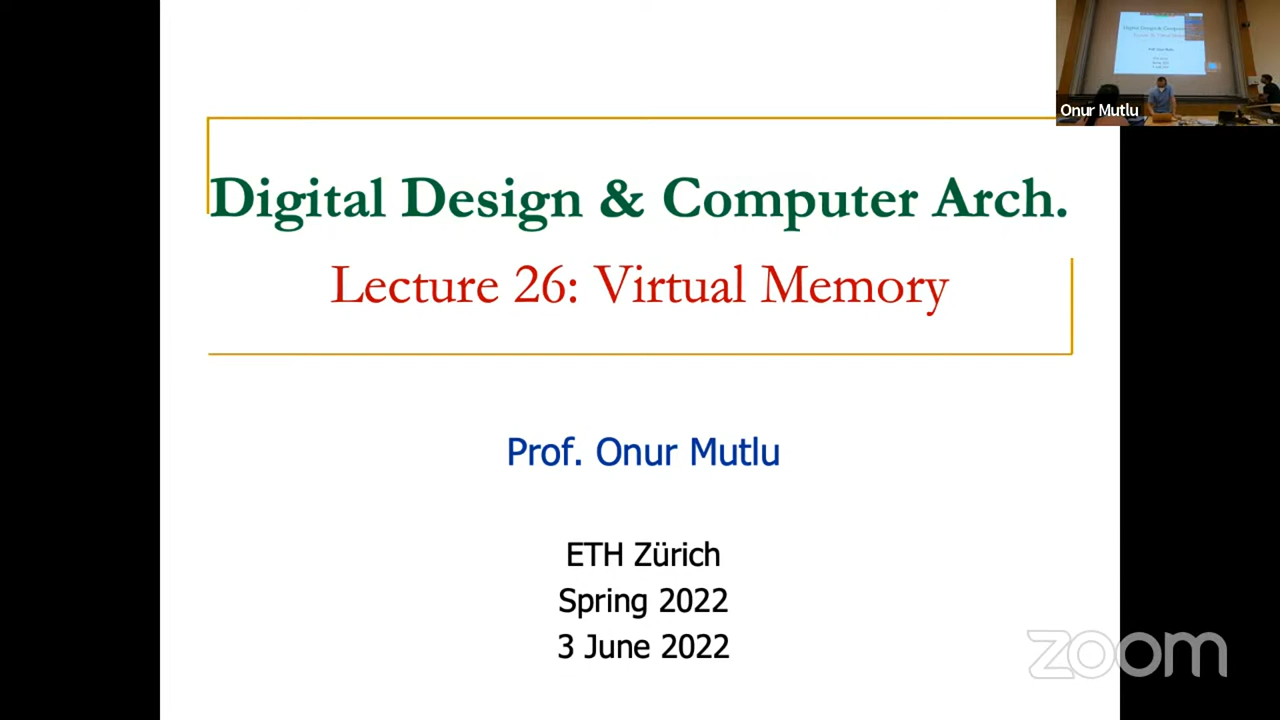 Onur Mutlu
Digital Design & Computer Arch.
Lecture 26: Virtual Memory
Prof. Onur Mutlu
ETH Zürich
Spring 2022
3 June 2022
zoom